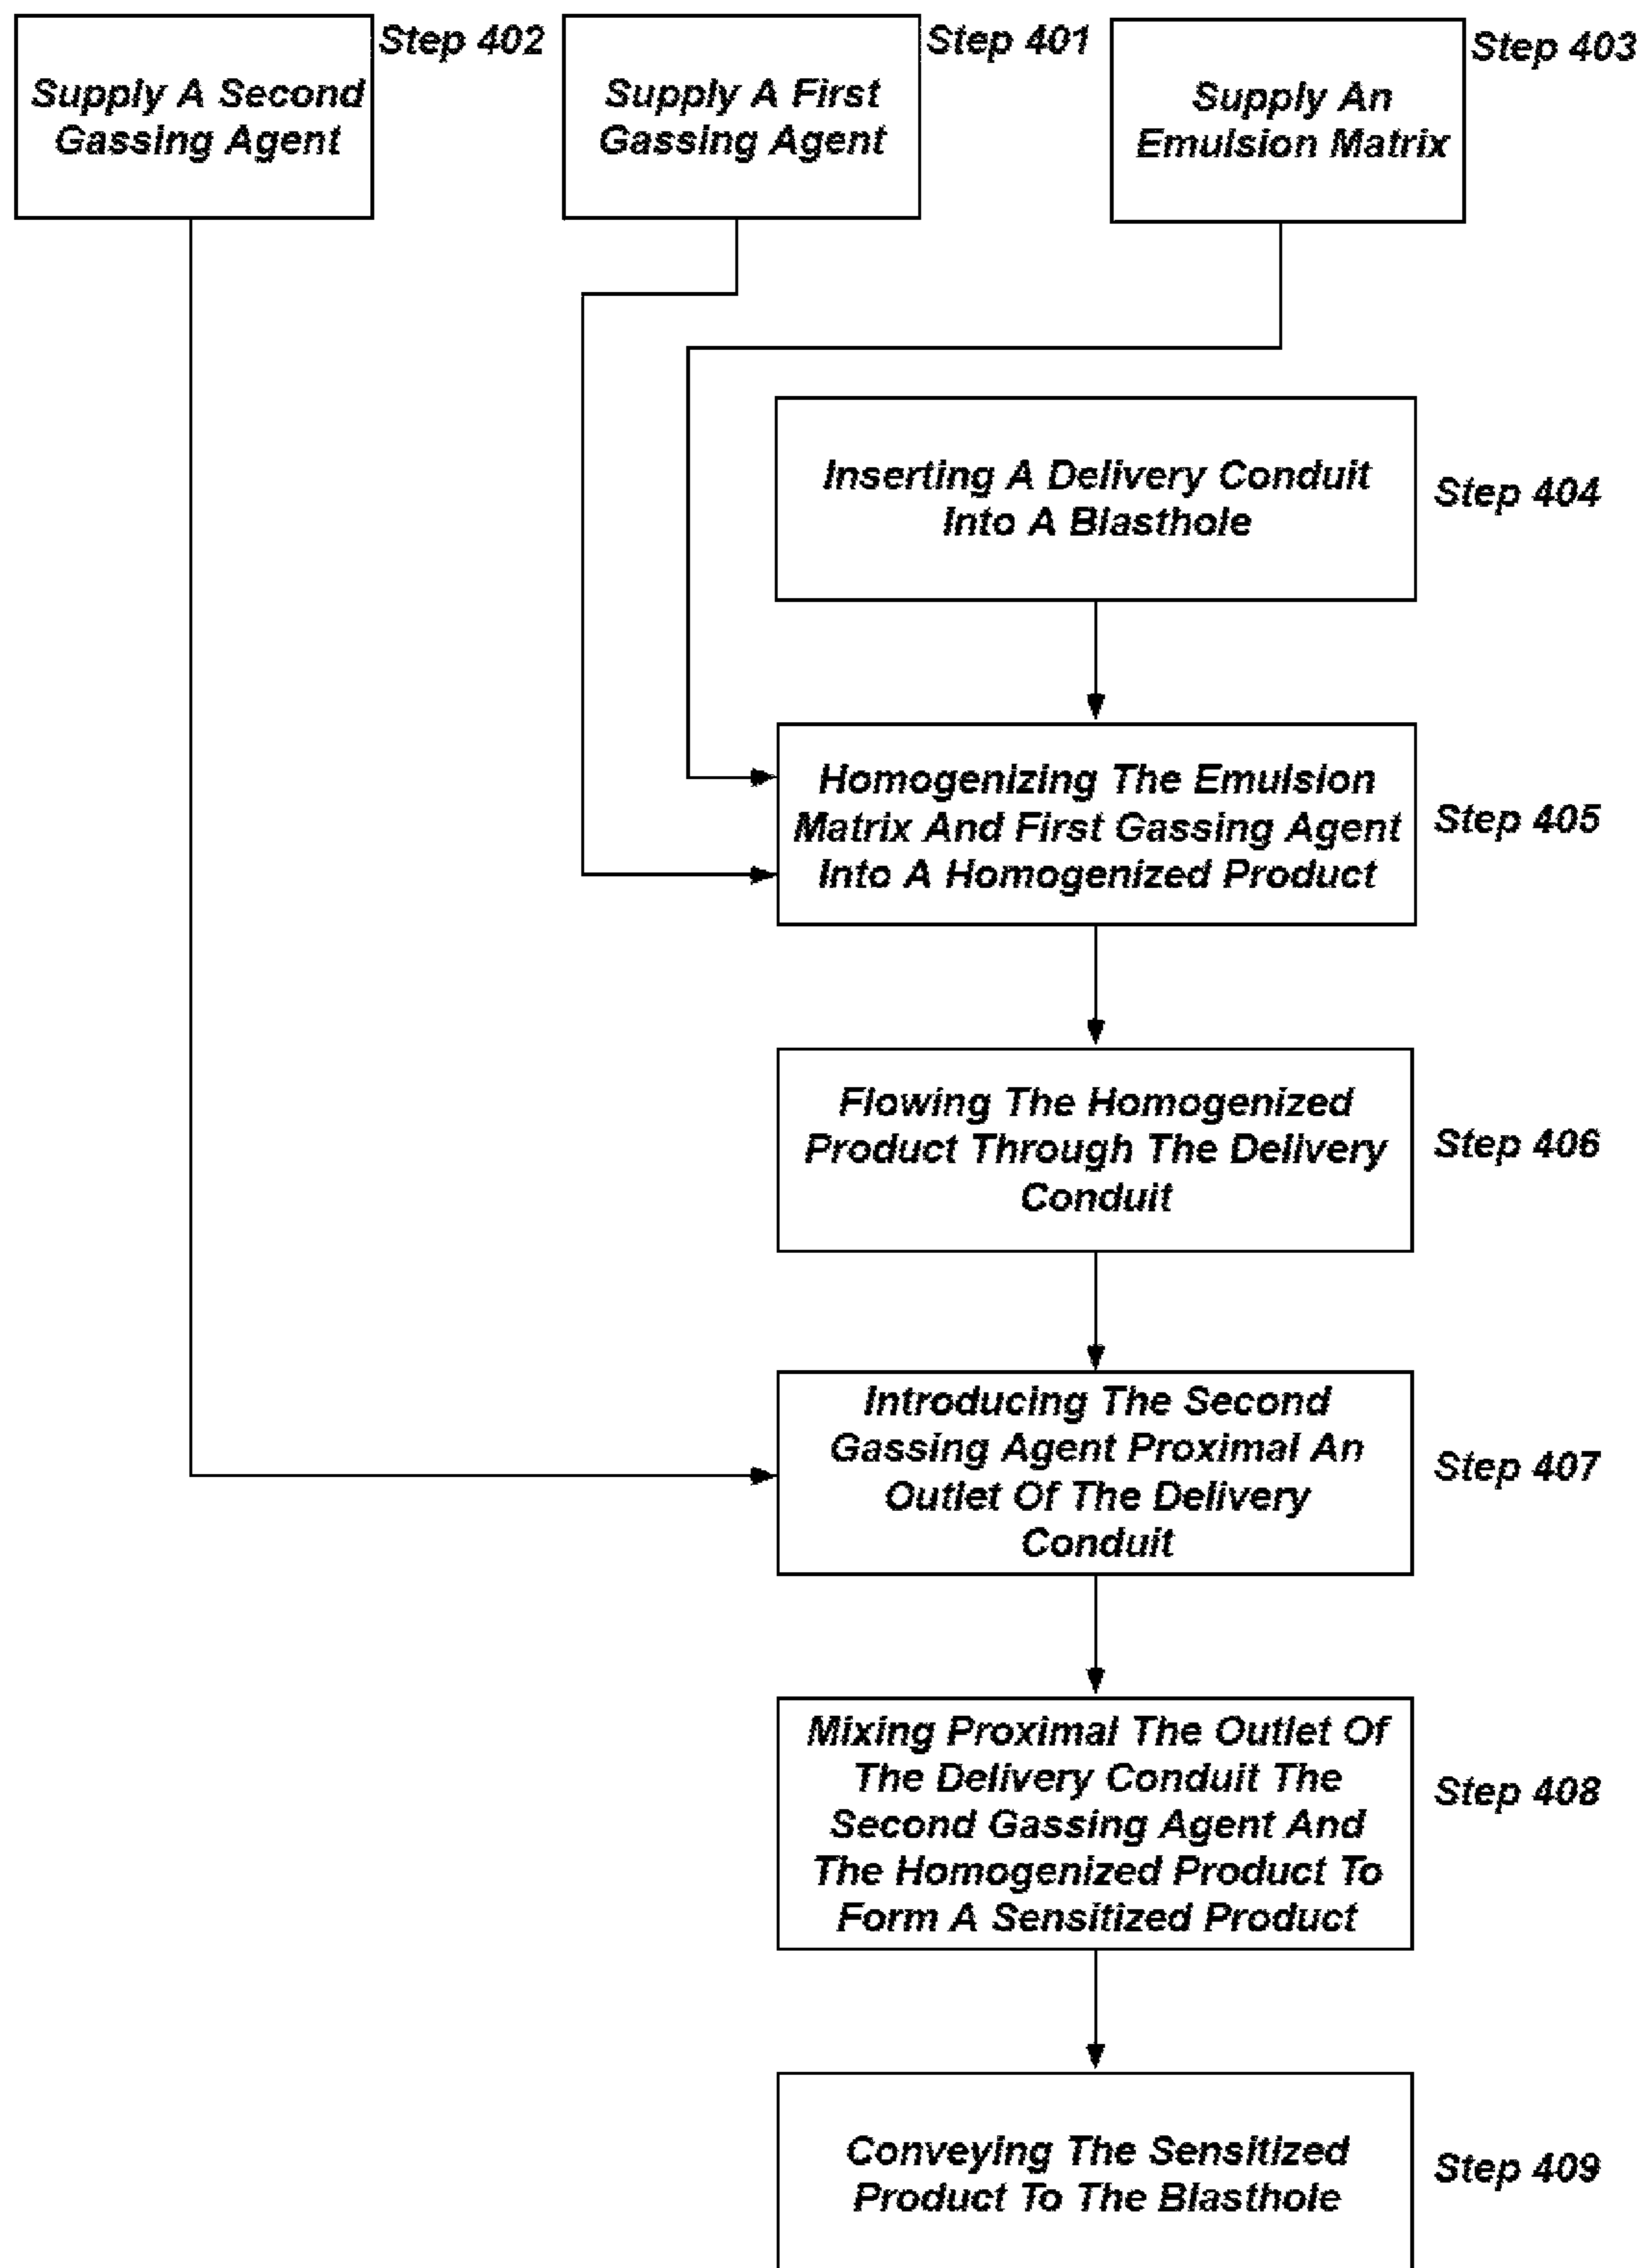 Step 402
Supply A Second
Gassing Agent
Step 401
Supply A First
Gassing Agent
Step 403
Supply An
Emulsion Matrix
Inserting A Delivery Conduit
Into A Blasthole
Step 404
Homogenizing The Emulsion
Matrix And First Gassing Agent
Into A Homogenized Product
Step 405
Flowing The Homogenized
Product Through The Delivery
Conduit
Step 406
Introducing The Second
Gassing Agent Proximal An
Outlet Of The Delivery
Conduit
Step 407
Mixing Proximal The Outlet Of
The Delivery Conduit The
Second Gassing Agent And
The Homogenized Product To
Form A Sensitized Product
Step 408
Conveying The Sensitized
Product To The Blasthole
Step 409